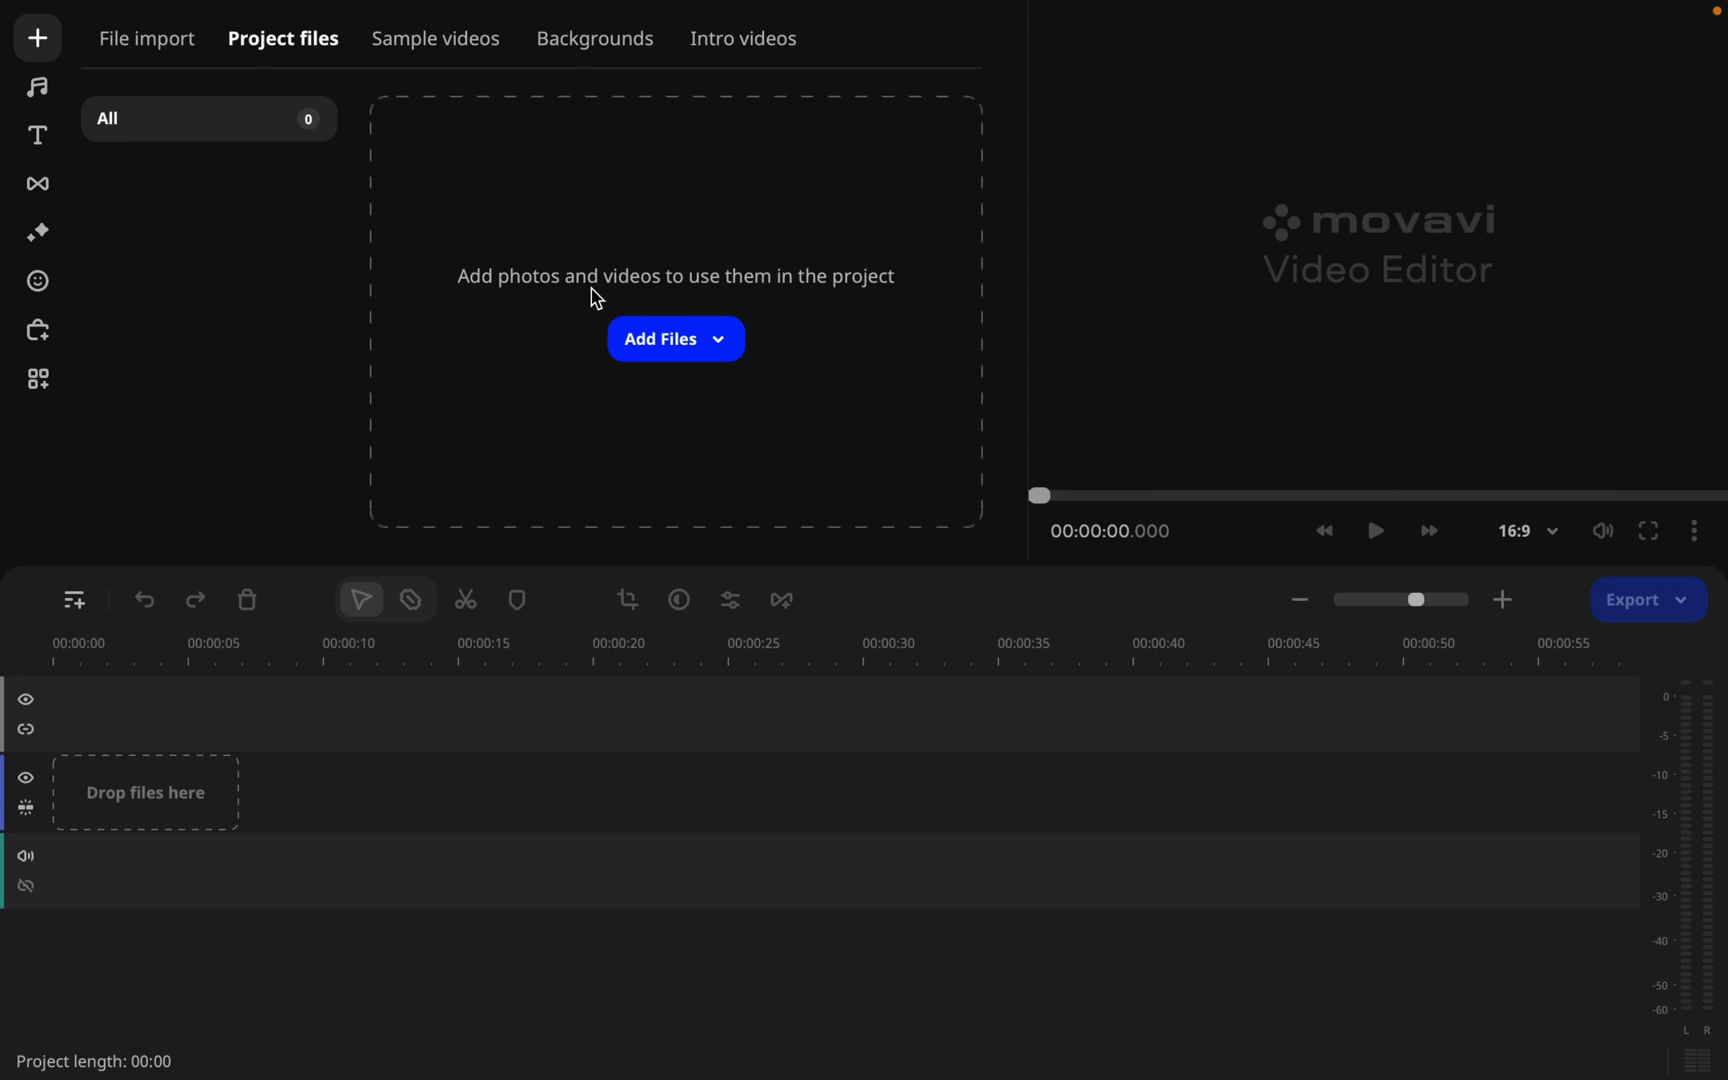 File import Project files Sample videos Backgrounds Intro videos
All 0
Add photos and videos to use them in the project
Add Files
movavi
Video Editor
00:00:00.000 16:9
Export
00:00:00 00:00:05 00:00:10 00:00:15 00:00:20 00:00:25 00:00:30 00:00:35 00:00:40 00:00:45 00:00:50 00:00:55
0
-5
-10
Drop files here
-15
-20
-30
-40
-50
-60
L R
Project length: 00:00